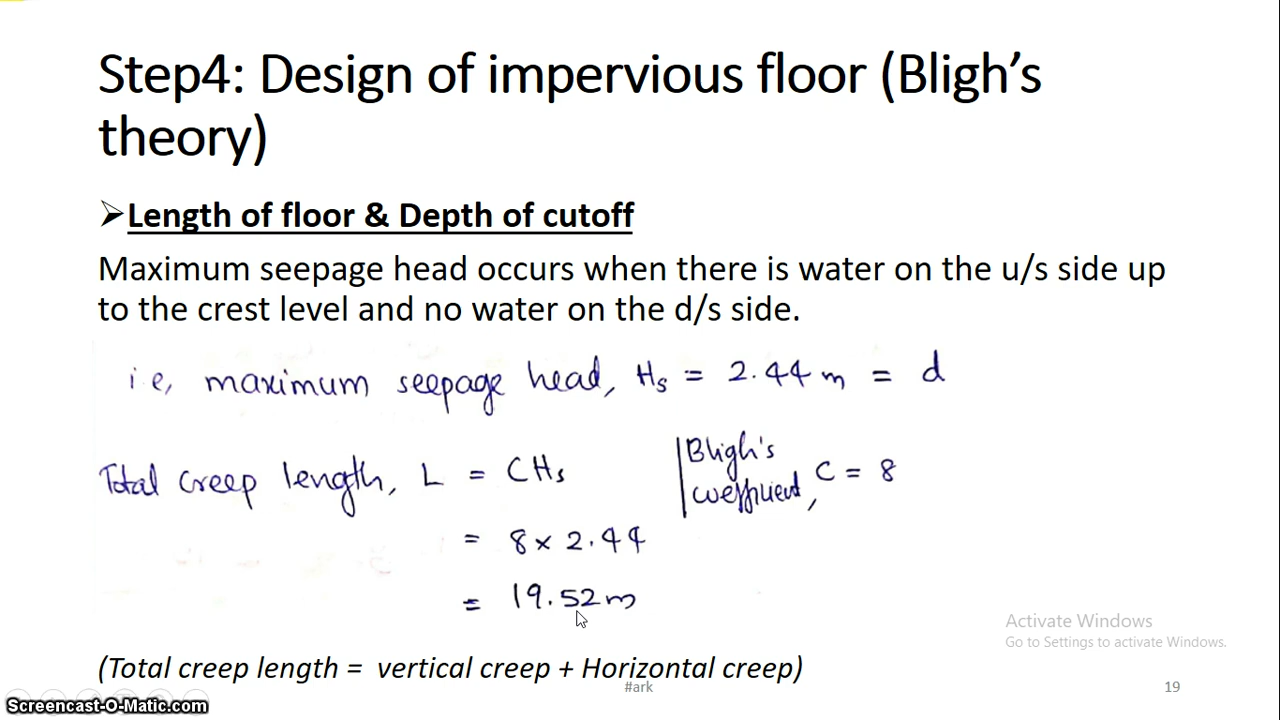 Step4: Design of impervious floor (Bligh’s
theory)
➢Length of floor & Depth of cutoff
Maximum seepage head occurs when there is water on the u/s side up
to the crest level and no water on the d/s side.
i.e, maximum seepage head, Hs = 2.44 m = d
Total creep length, L = CHs
Bligh's
coefficient, C = 8
= 8 × 2.44
= 19.52m
Activate Windows
Go to Settings to activate Windows.
(Total creep length = vertical creep + Horizontal creep)
#ark
19
Screencast-O-Matic.com